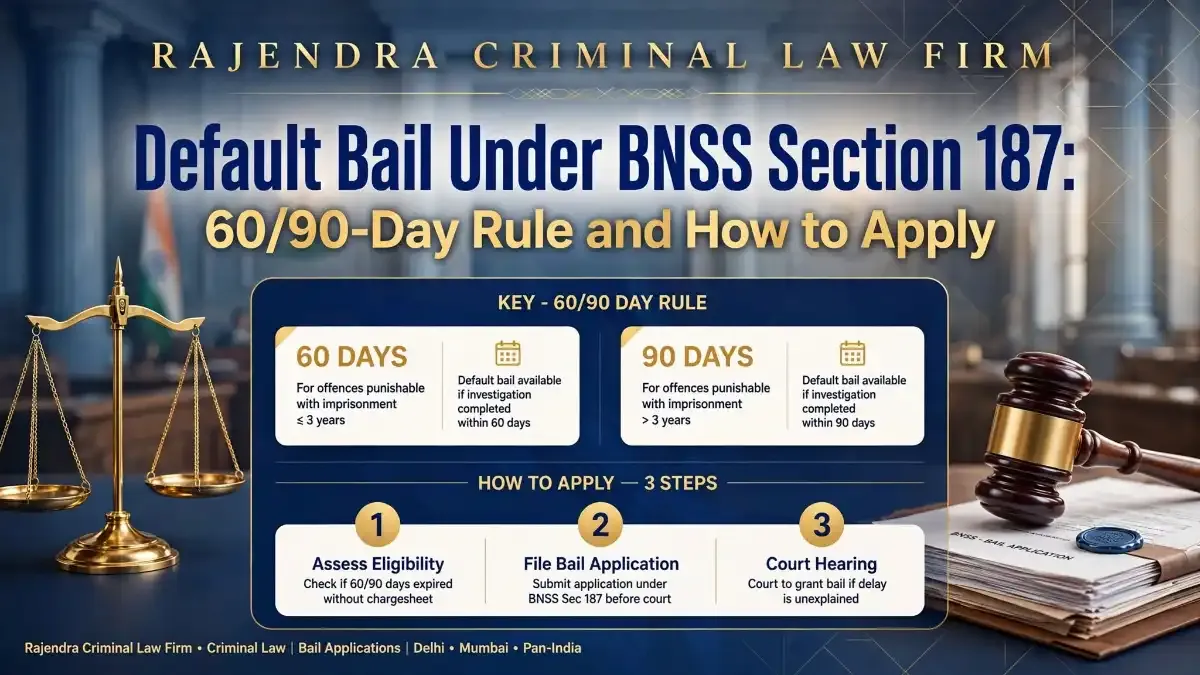 RAJENDRA CRIMINAL LAW FIRM
Default Bail Under BNSS Section 187:
60/90-Day Rule and How to Apply
KEY - 60/90 DAY RULE
60 DAYS
For offences punishable
with imprisonment
≤ 3 years
Default bail available
if investigation
completed
within 60 days
90 DAYS
For offences punishable
with imprisonment
> 3 years
Default bail available
if investigation
completed
within 90 days
HOW TO APPLY — 3 STEPS
1
Assess Eligibility
Check if 60/90 days expired
without chargesheet
2
File Bail Application
Submit application under
BNSS Sec 187 before court
3
Court Hearing
Court to grant bail if delay
is unexplained
BNSS - BAIL APPLICATION
Rajendra Criminal Law Firm • Criminal Law | Bail Applications | Delhi • Mumbai • Pan-India